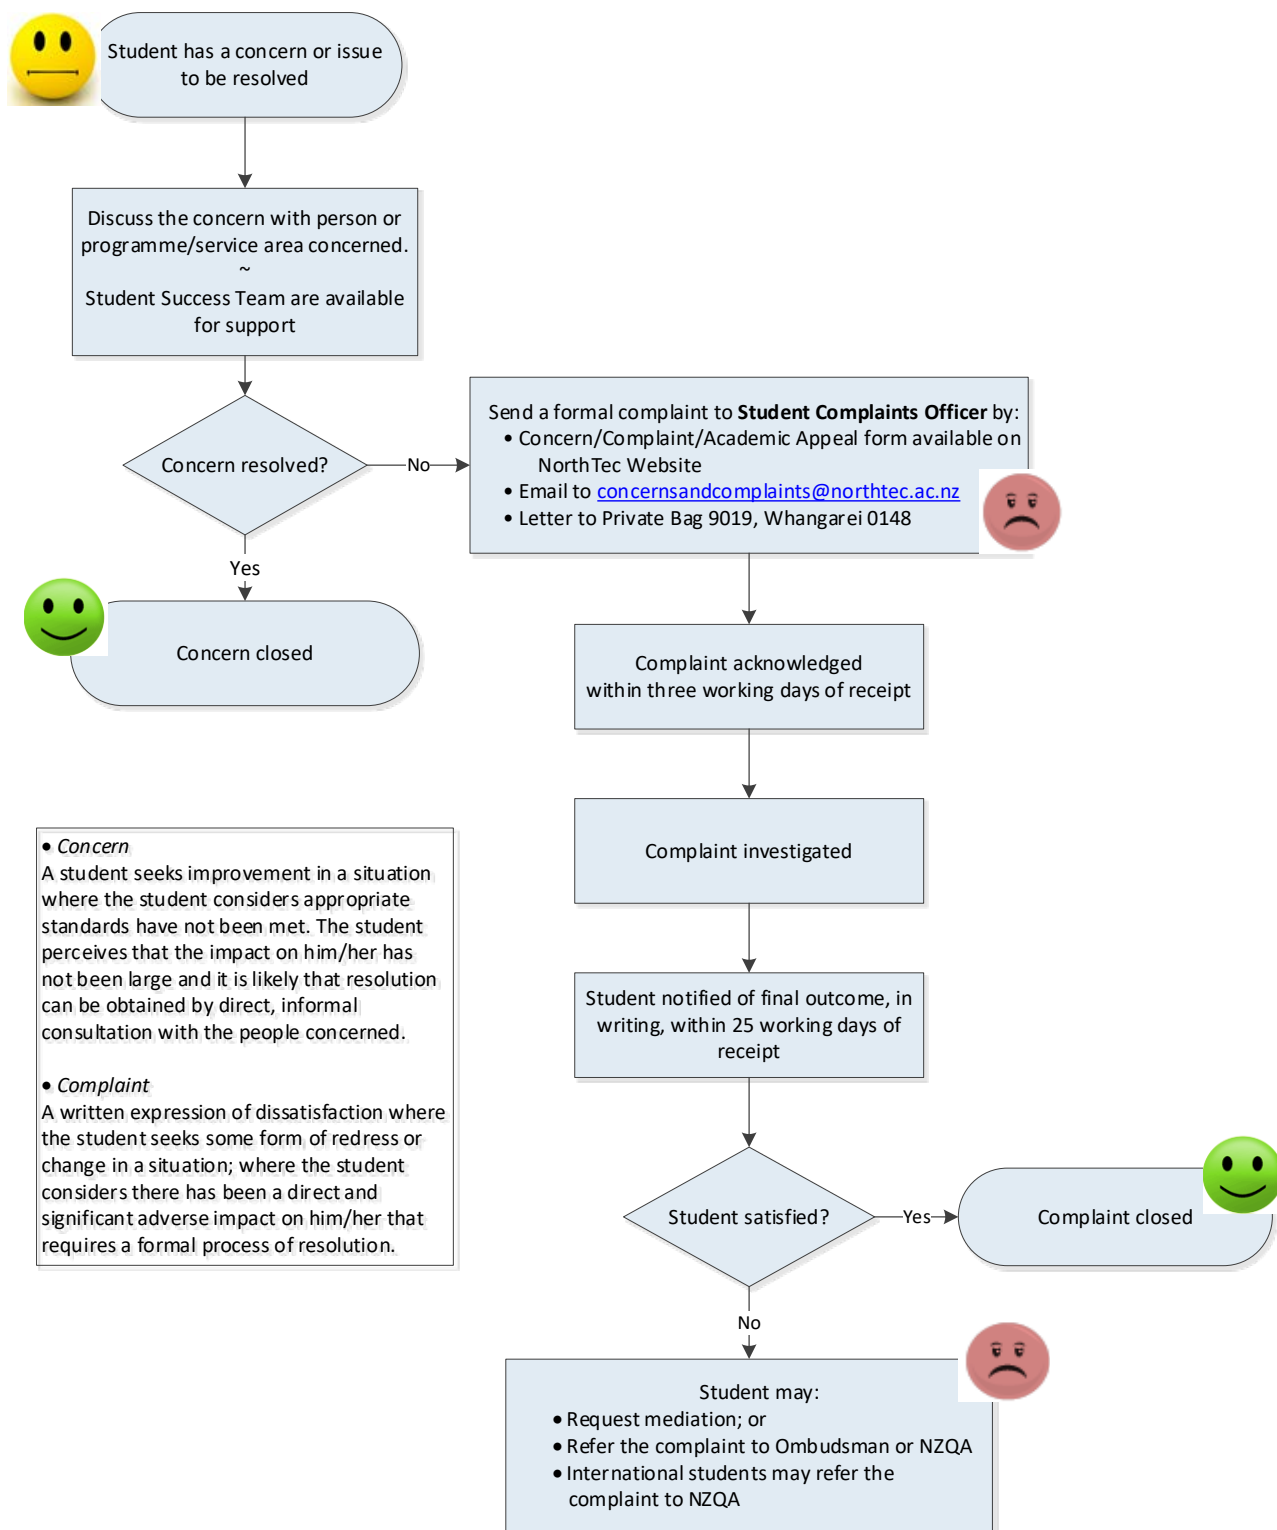 Student has a concern or issue
to be resolved
Discuss the concern with person or
programme/service area concerned.
~
Student Success Team are available
for support
Concern resolved?
No
Yes
Concern closed
Send a formal complaint to Student Complaints Officer by:
• Concern/Complaint/Academic Appeal form available on
NorthTec Website
• Email to concernsandcomplaints@northtec.ac.nz
• Letter to Private Bag 9019, Whangarei 0148
Complaint acknowledged
within three working days of receipt
Complaint investigated
Student notified of final outcome, in
writing, within 25 working days of
receipt
Student satisfied?
Yes
Complaint closed
No
Student may:
• Request mediation; or
• Refer the complaint to Ombudsman or NZQA
• International students may refer the
complaint to NZQA
• Concern
A student seeks improvement in a situation
where the student considers appropriate
standards have not been met. The student
perceives that the impact on him/her has
not been large and it is likely that resolution
can be obtained by direct, informal
consultation with the people concerned.
• Complaint
A written expression of dissatisfaction where
the student seeks some form of redress or
change in a situation; where the student
considers there has been a direct and
significant adverse impact on him/her that
requires a formal process of resolution.